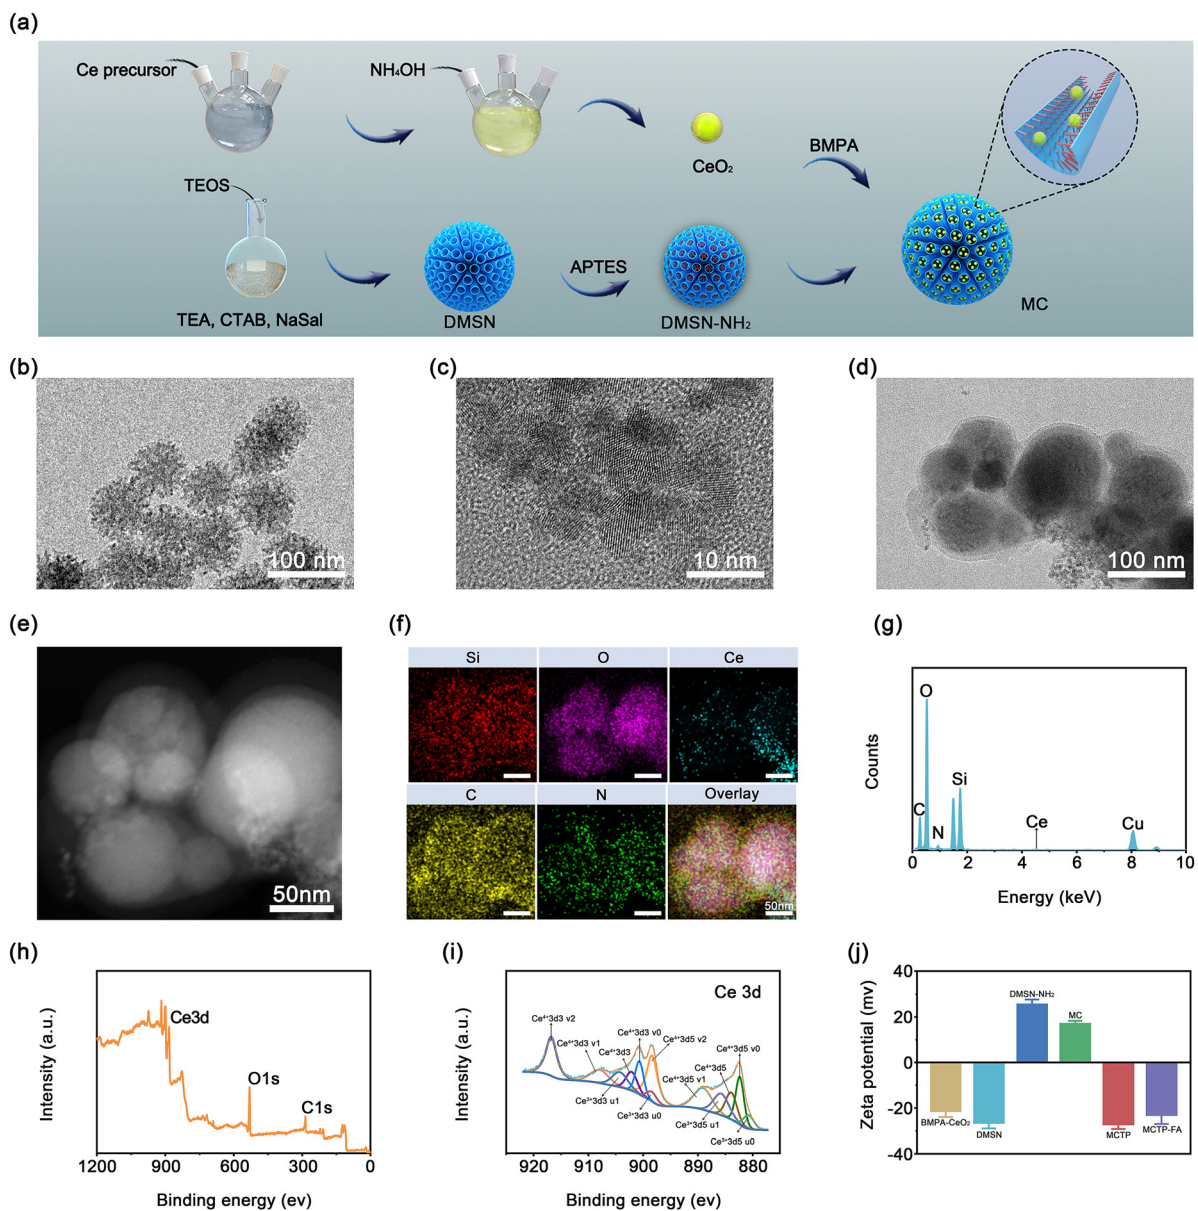 (a)
Ce precursor
NH₄OH
CeO₂
BMPA
TEOS
APTES
TEA, CTAB, NaSal
DMSN
DMSN-NH₂
MC
(b)
100 nm
(c)
10 nm
(d)
100 nm
(e)
50nm
(f)
Si
O
Ce
C
N
Overlay
50nm
(g)
Counts
O
C
N
Si
Ce
Cu
0 2 4 6 8 10
Energy (keV)
(h)
Intensity (a.u.)
Ce3d
O1s
C1s
1200 900 600 300 0
Binding energy (ev)
(i)
Intensity (a.u.)
Ce 3d
Ce⁴⁺3d3 v2
Ce⁴⁺3d3 v1
Ce⁴⁺3d3
Ce⁴⁺3d3 v0
Ce⁴⁺3d5 v2
Ce³⁺3d3 u1
Ce³⁺3d3 u0
Ce⁴⁺3d5 v1
Ce⁴⁺3d5
Ce⁴⁺3d5 v0
Ce³⁺3d5 u1
Ce³⁺3d5 u0
920 910 900 890 880
Binding energy (ev)
(j)
Zeta potential (mv)
40
20
0
-20
-40
BMPA-CeO₂
DMSN
DMSN-NH₂
MC
MCTP
MCTP-FA